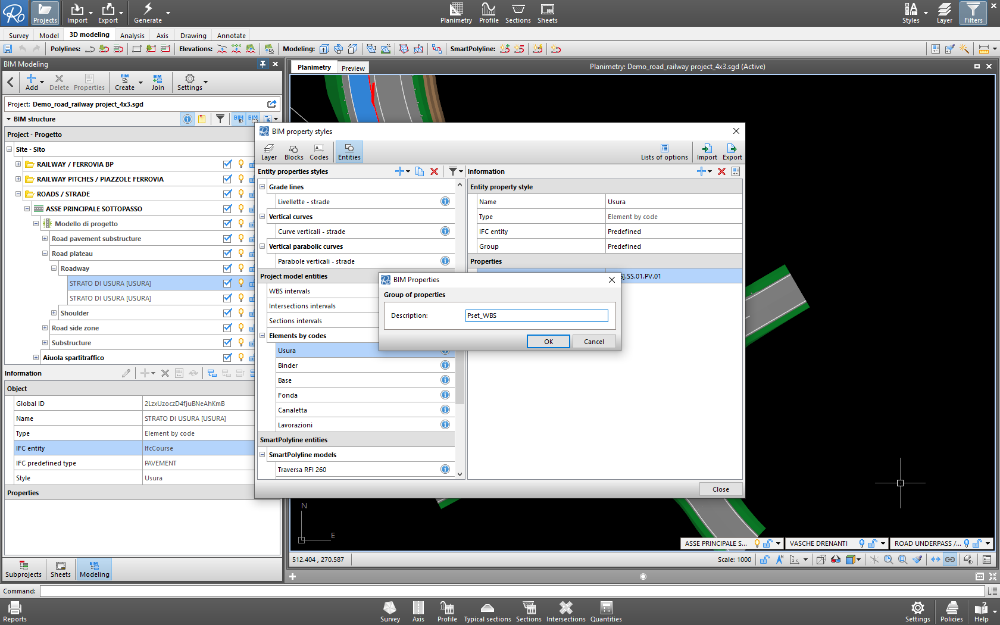 Ro
Projects
Import
Export
Generate
Planimetry
Profile
Sections
Sheets
Styles
Layer
Filters
Survey
Model
3D modeling
Analysis
Axis
Drawing
Annotate
Polylines:
Elevations:
Modeling:
SmartPolyline:
BIM Modeling
Add
Delete
Properties
Create
Join
Settings
Project: Demo_road_railway project_4x3.sgd
BIM structure
Project - Progetto
Site - Sito
RAILWAY / FERROVIA BP
RAILWAY PITCHES / PIAZZOLE FERROVIA
ROADS / STRADE
ASSE PRINCIPALE SOTTOPASSO
Modello di progetto
Road pavement substructure
Road plateau
Roadway
STRATO DI USURA [USURA]
STRATO DI USURA [USURA]
Shoulder
Road side zone
Substructure
Aiuola spartitraffico
Information
Object
Global ID
2LzxUzoczD4fjuBNeAhKmB
Name
STRATO DI USURA [USURA]
Type
Element by code
IFC entity
IfcCourse
IFC predefined type
PAVEMENT
Style
Usura
Properties
Subprojects
Sheets
Modeling
Planimetry
Preview
Planimetry: Demo_road_railway project_4x3.sgd (Active)
BIM property styles
Layer
Blocks
Codes
Entities
Lists of options
Import
Export
Entity properties styles
Grade lines
Livellette - strade
Vertical curves
Curve verticali - strade
Vertical parabolic curves
Parabole verticali - strade
Project model entities
WBS intervals
Intersections intervals
Sections intervals
Elements by codes
Usura
Binder
Base
Fonda
Canaletta
Lavorazioni
SmartPolyline entities
SmartPolyline models
Traversa RFI 260
Information
Entity property style
Name
Usura
Type
Element by code
IFC entity
Predefined
Group
Predefined
Properties
].SS.01.PV.01
BIM Properties
Group of properties
Description:
Pset_WBS
OK
Cancel
Close
N
E
ASSE PRINCIPALE S...
VASCHE DRENANTI
ROAD UNDERPASS /...
512.404 , 270.587
Scale: 1000
Command:
Reports
Survey
Axis
Profile
Typical sections
Sections
Intersections
Quantities
Settings
Policies
Help